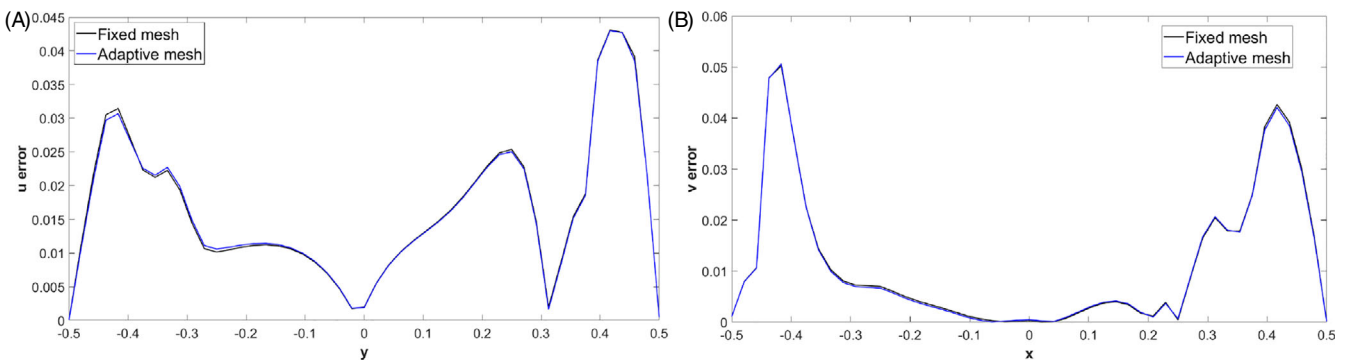 (A)
0.045
0.04
0.035
0.03
0.025
0.02
0.015
0.01
0.005
0
u error
Fixed mesh
Adaptive mesh
-0.5 -0.4 -0.3 -0.2 -0.1 0 0.1 0.2 0.3 0.4 0.5
y
(B)
0.06
0.05
0.04
0.03
0.02
0.01
0
v error
Fixed mesh
Adaptive mesh
-0.5 -0.4 -0.3 -0.2 -0.1 0 0.1 0.2 0.3 0.4 0.5
x